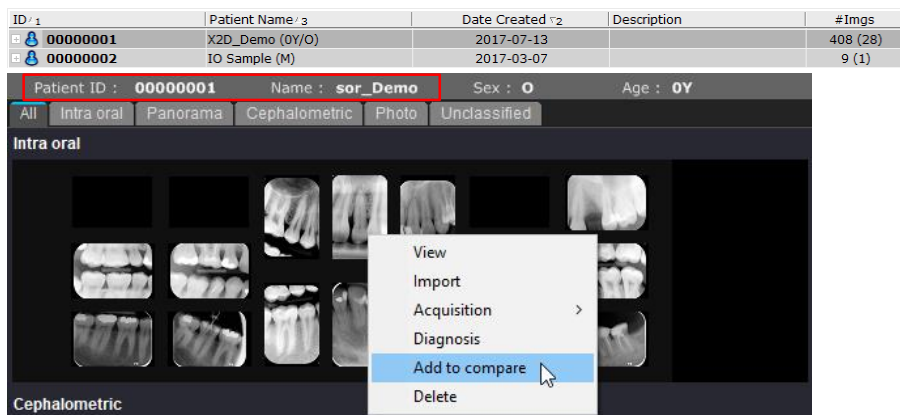 ID 1 Patient Name 3 Date Created 2 Description #Imgs
00000001 X2D_Demo (0Y/O) 2017-07-13 408 (28)
00000002 IO Sample (M) 2017-03-07 9 (1)
Patient ID : 00000001 Name : sor_Demo Sex : O Age : 0Y
All Intra oral Panorama Cephalometric Photo Unclassified
Intra oral
View
Import
Acquisition >
Diagnosis
Add to compare
Delete
Cephalometric